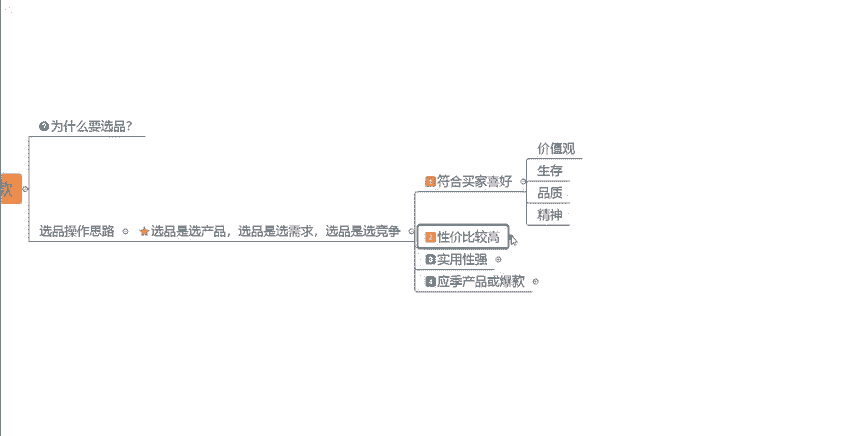 款
为什么要选品？
选品操作思路
选品是选产品，选品是选需求，选品是选竞争
1 符合买家喜好
价值观
生存
品质
精神
2 性价比较高
3 实用性强
4 应季产品或爆款